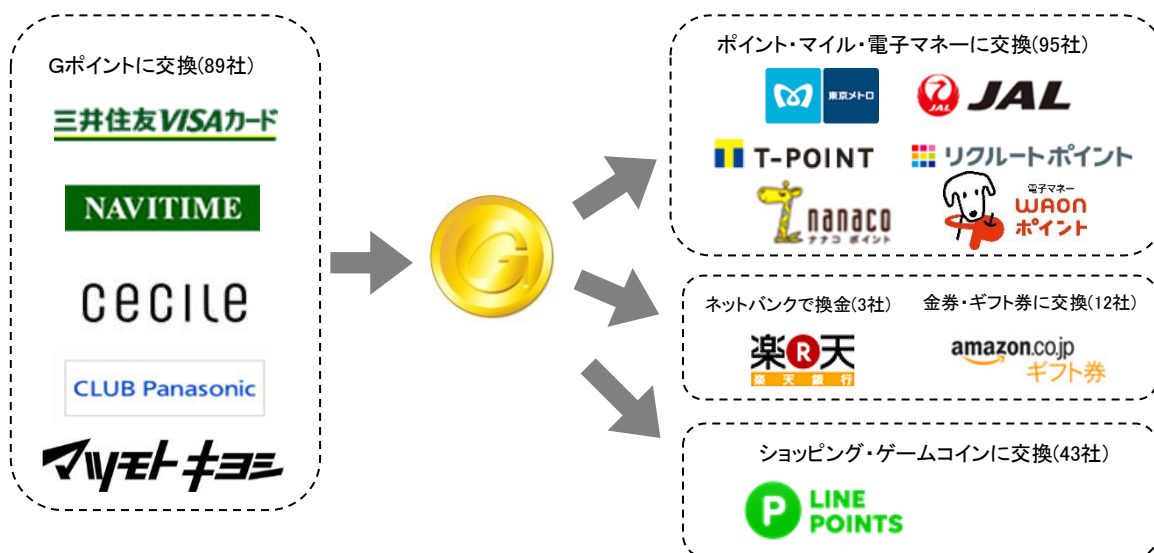 Gポイントに交換(89社)
三井住友VISAカード
NAVITIME
cecile
CLUB Panasonic
マツモトキヨシ
G
ポイント・マイル・電子マネーに交換(95社)
東京メトロ
JAL
JAL
T-POINT
リクルートポイント
nanaco
ナナコ ポイント
電子マネー
WAON
ポイント
ネットバンクで換金(3社)
楽R天
楽天銀行
金券・ギフト券に交換(12社)
amazon.co.jp
ギフト券
ショッピング・ゲームコインに交換(43社)
P
LINE
POINTS